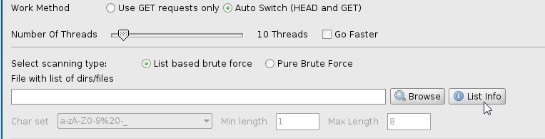 Work Method Use GET requests only Auto Switch (HEAD and GET)
Number Of Threads 10 Threads Go Faster
Select scanning type: List based brute force Pure Brute Force
File with list of dirs/files
Browse List Info
Char set a-zA-Z0-9%20-_ Min length 1 Max Length 8